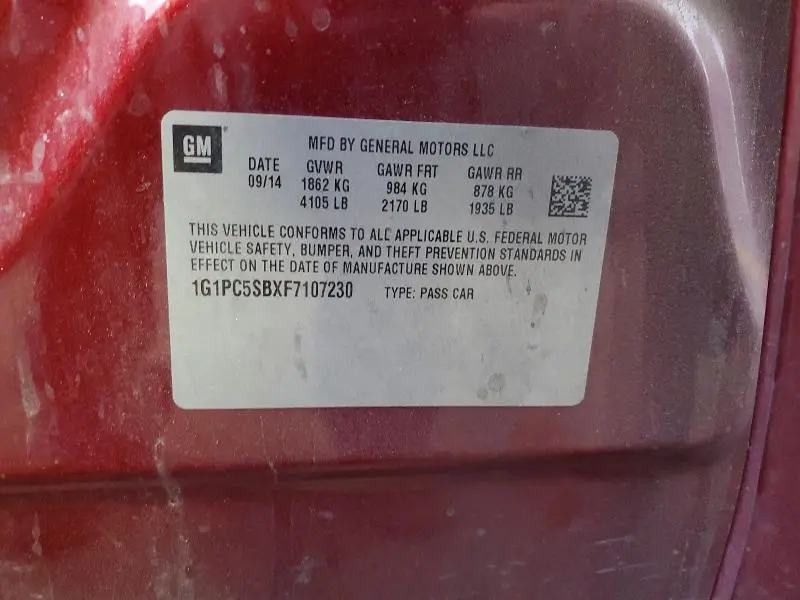 GM
MFD BY GENERAL MOTORS LLC
DATE GVWR GAWR FRT GAWR RR
09/14 1862 KG 984 KG 878 KG
4105 LB 2170 LB 1935 LB
THIS VEHICLE CONFORMS TO ALL APPLICABLE U.S. FEDERAL MOTOR
VEHICLE SAFETY, BUMPER, AND THEFT PREVENTION STANDARDS IN
EFFECT ON THE DATE OF MANUFACTURE SHOWN ABOVE.
1G1PC5SBXF7107230 TYPE: PASS CAR